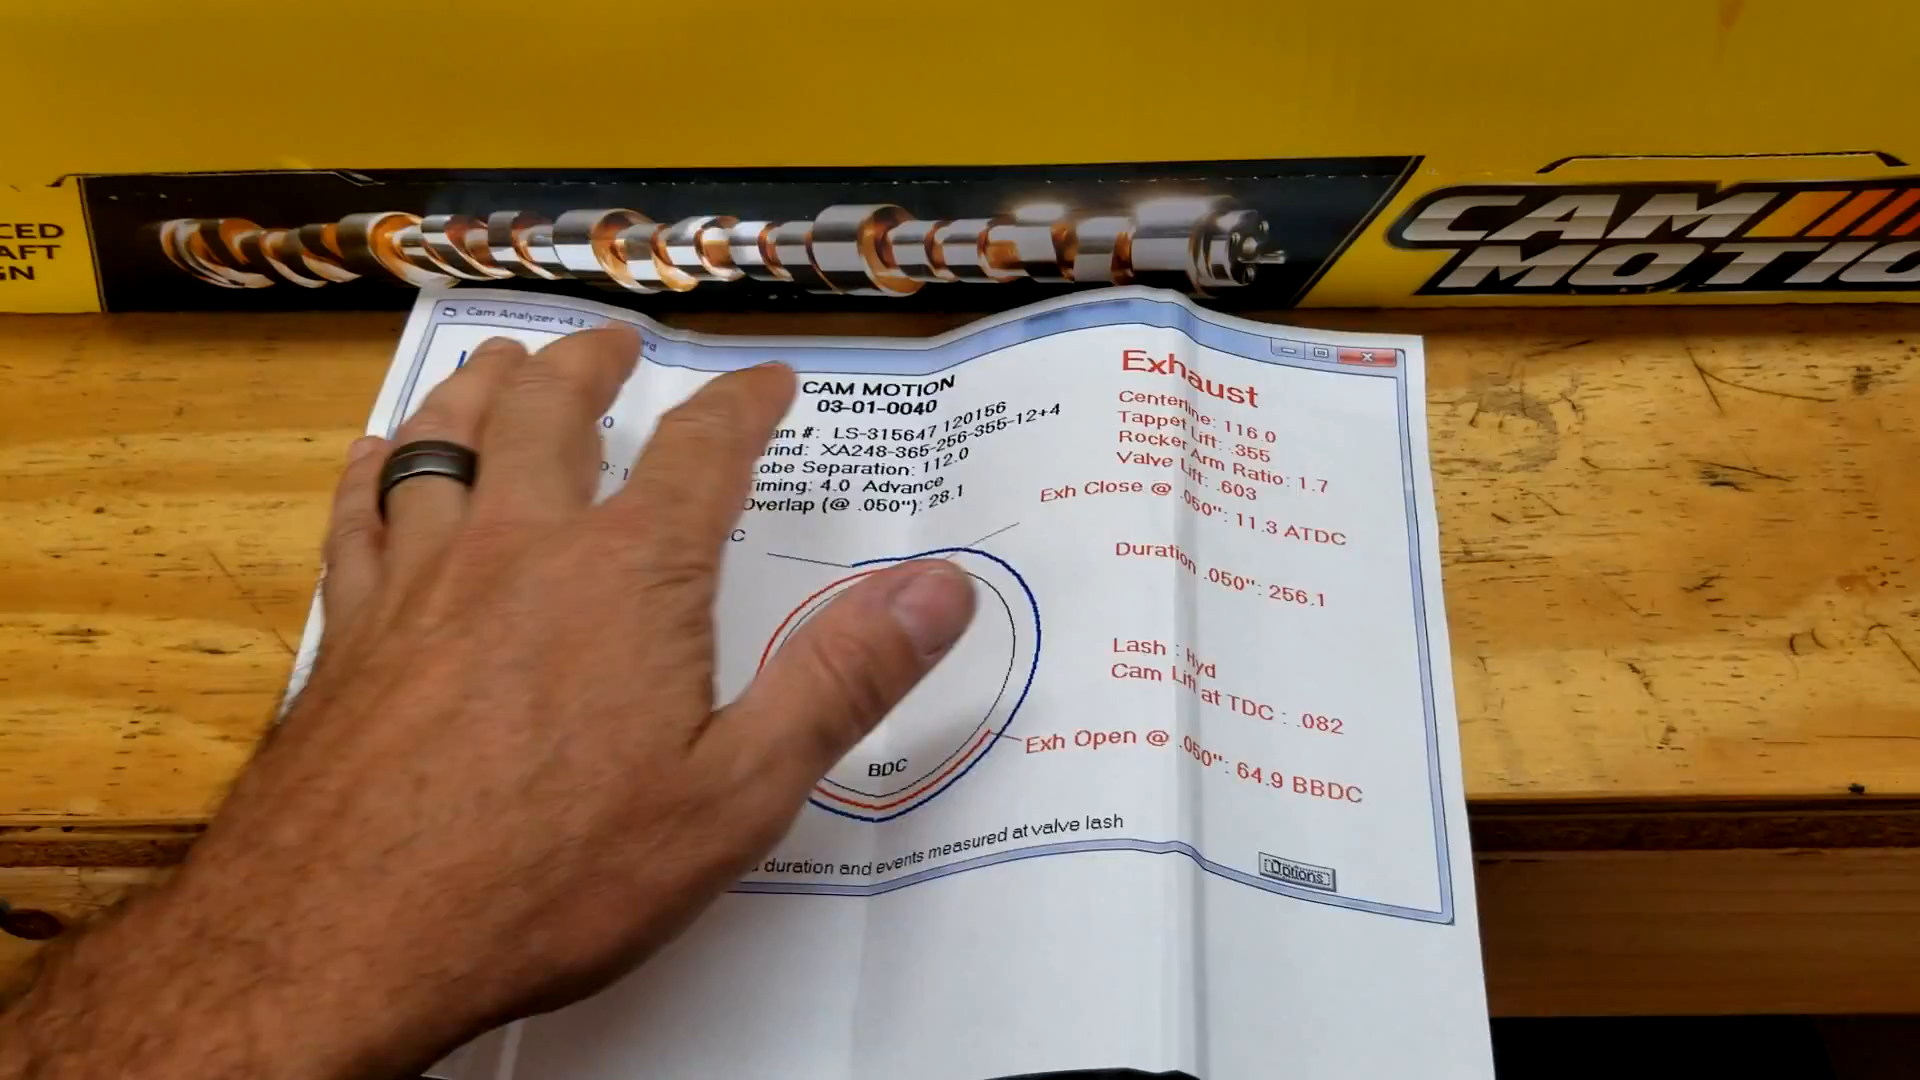 CED
AFT
GN
CAM
MOTIO
Cam Analyzer v4.3 -
CAM MOTION
03-01-0040
am #: LS-315647 120156
rind: XA248-365-256-355-12+4
Lobe Separation: 112.0
iming: 4.0 Advance
Overlap (@ .050"): 28.1
C
BDC
Exhaust
Centerline: 116.0
Tappet Lift: .355
Rocker Arm Ratio: 1.7
Valve Lift: .603
Exh Close @ .050": 11.3 ATDC
Duration .050": 256.1
Lash : Hyd
Cam Lift at TDC : .082
Exh Open @ .050": 64.9 BBDC
duration and events measured at valve lash
Options